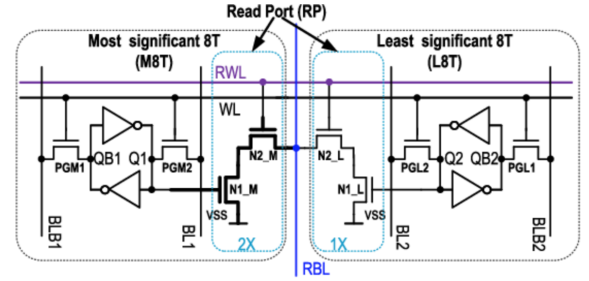 Read Port (RP)
Most significant 8T
(M8T)
Least significant 8T
(L8T)
RWL
WL
PGM1
QB1
Q1
PGM2
N2_M
N2_L
PGL2
Q2
QB2
PGL1
N1_M
N1_L
VSS
VSS
BLB1
BL1
2X
1X
BL2
BLB2
RBL